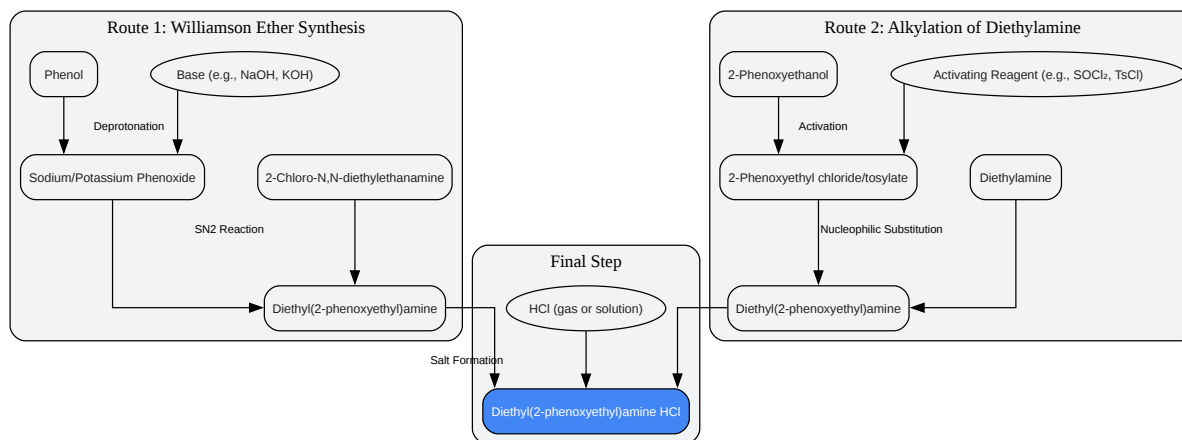 Route 1: Williamson Ether Synthesis
Phenol
Base (e.g., NaOH, KOH)
Deprotonation
Sodium/Potassium Phenoxide
2-Chloro-N,N-diethylethanamine
SN2 Reaction
Diethyl(2-phenoxyethyl)amine
Route 2: Alkylation of Diethylamine
2-Phenoxyethanol
Activating Reagent (e.g., SOCl₂, TsCl)
Activation
2-Phenoxyethyl chloride/tosylate
Diethylamine
Nucleophilic Substitution
Diethyl(2-phenoxyethyl)amine
Final Step
HCl (gas or solution)
Salt Formation
Diethyl(2-phenoxyethyl)amine HCl